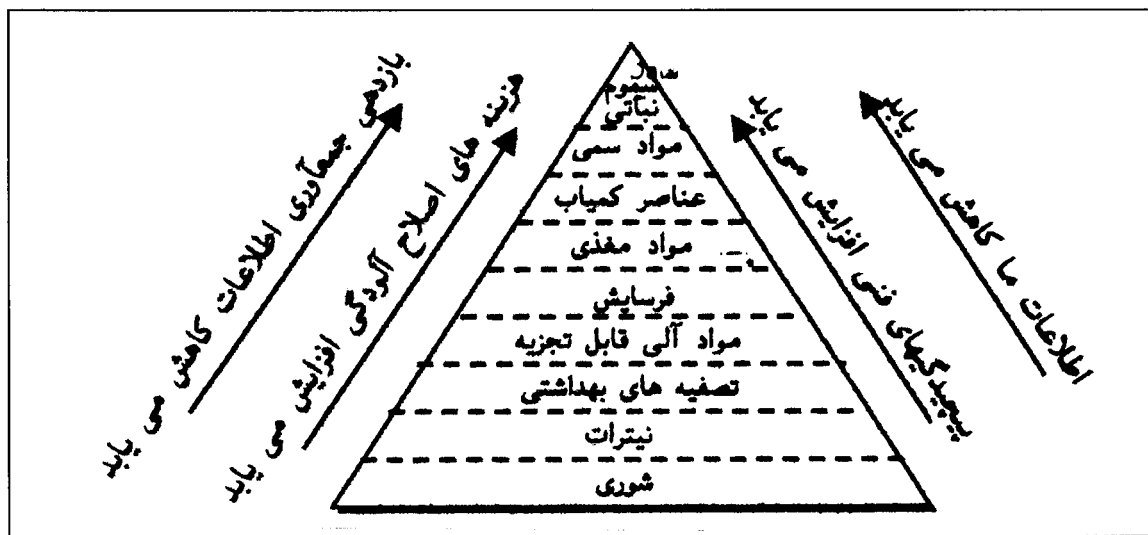 سموم
نباتی
مواد سمی
عناصر کمیاب
مواد مغذی
فرسایش
مواد آلی قابل تجزیه
تصفیه های بهداشتی
نیترات
شوری
بازدهی جمعآوری اطلاعات کاهش می یابد
هزینه های اصلاح آلودگی افزایش می یابد
پیچیدگیهای فنی افزایش می یابد
اطلاعات ما کاهش می یابد